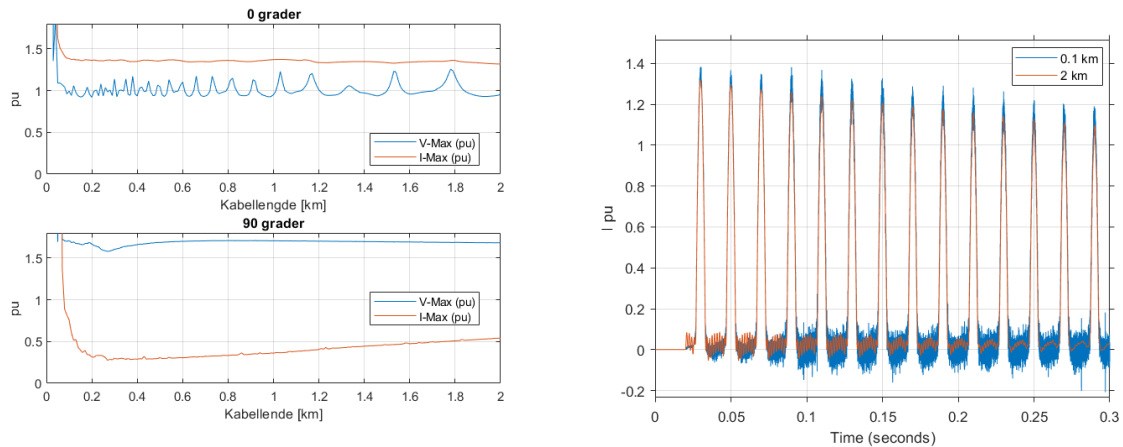 0 grader
1.5
1
0.5
0
pu
V-Max (pu)
I-Max (pu)
0 0.2 0.4 0.6 0.8 1 1.2 1.4 1.6 1.8 2
Kabellengde [km]
90 grader
1.5
1
0.5
0
pu
V-Max (pu)
I-Max (pu)
0 0.2 0.4 0.6 0.8 1 1.2 1.4 1.6 1.8 2
Kabellende [km]
1.4
1.2
1
0.8
0.6
0.4
0.2
0
-0.2
I pu
0.1 km
2 km
0 0.05 0.1 0.15 0.2 0.25 0.3
Time (seconds)